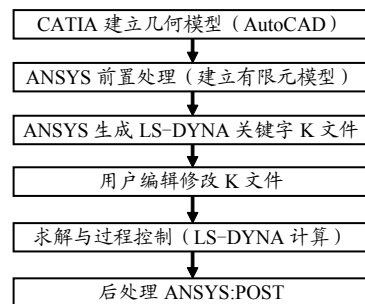 CATIA 建立几何模型（AutoCAD）
ANSYS 前置处理（建立有限元模型）
ANSYS 生成 LS-DYNA 关键字 K 文件
用户编辑修改 K 文件
求解与过程控制（LS-DYNA 计算）
后处理 ANSYS:POST